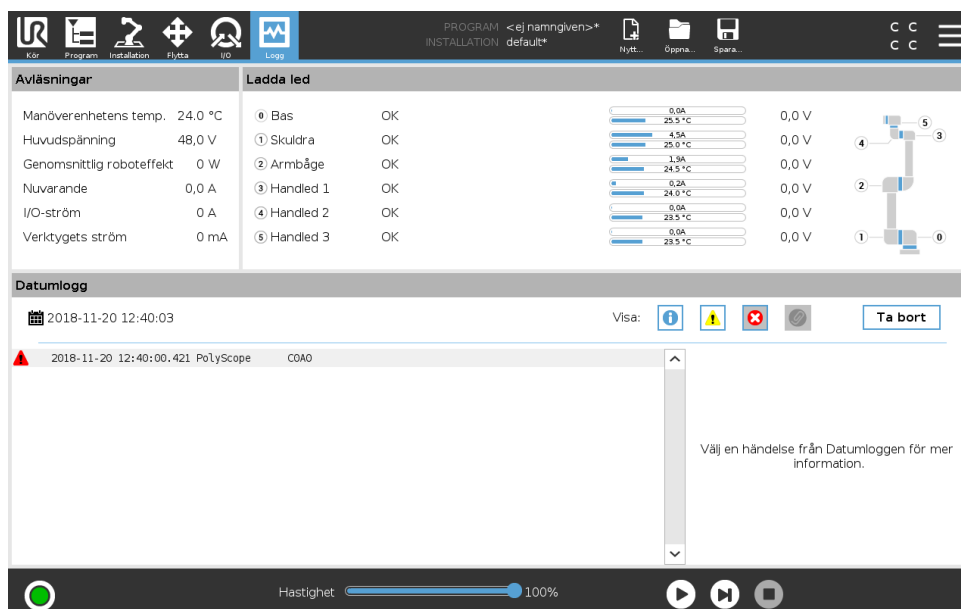 PROGRAM <ej namngiven>*
INSTALLATION default*
C C
C C
Kör Program Installation Flytta I/O Logg Nytt... Öppna... Spara...
Avläsningar
Manöverenhetens temp. 24.0 °C
Huvudspänning 48,0 V
Genomsnittlig roboteffekt 0 W
Nuvarande 0,0 A
I/O-ström 0 A
Verktygets ström 0 mA
Ladda led
0 Bas OK 0,0A 25.5 °C 0,0 V
1 Skuldra OK 4,5A 25.0 °C 0,0 V
2 Armbåge OK 1,9A 24.5 °C 0,0 V
3 Handled 1 OK 0,2A 24.0 °C 0,0 V
4 Handled 2 OK 0,0A 23.5 °C 0,0 V
5 Handled 3 OK 0,0A 23.5 °C 0,0 V
5
4 3
2
1 0
Datumlogg
2018-11-20 12:40:03 Visa: Ta bort
2018-11-20 12:40:00.421 PolyScope C0A0
Välj en händelse från Datumloggen för mer
information.
Hastighet 100%